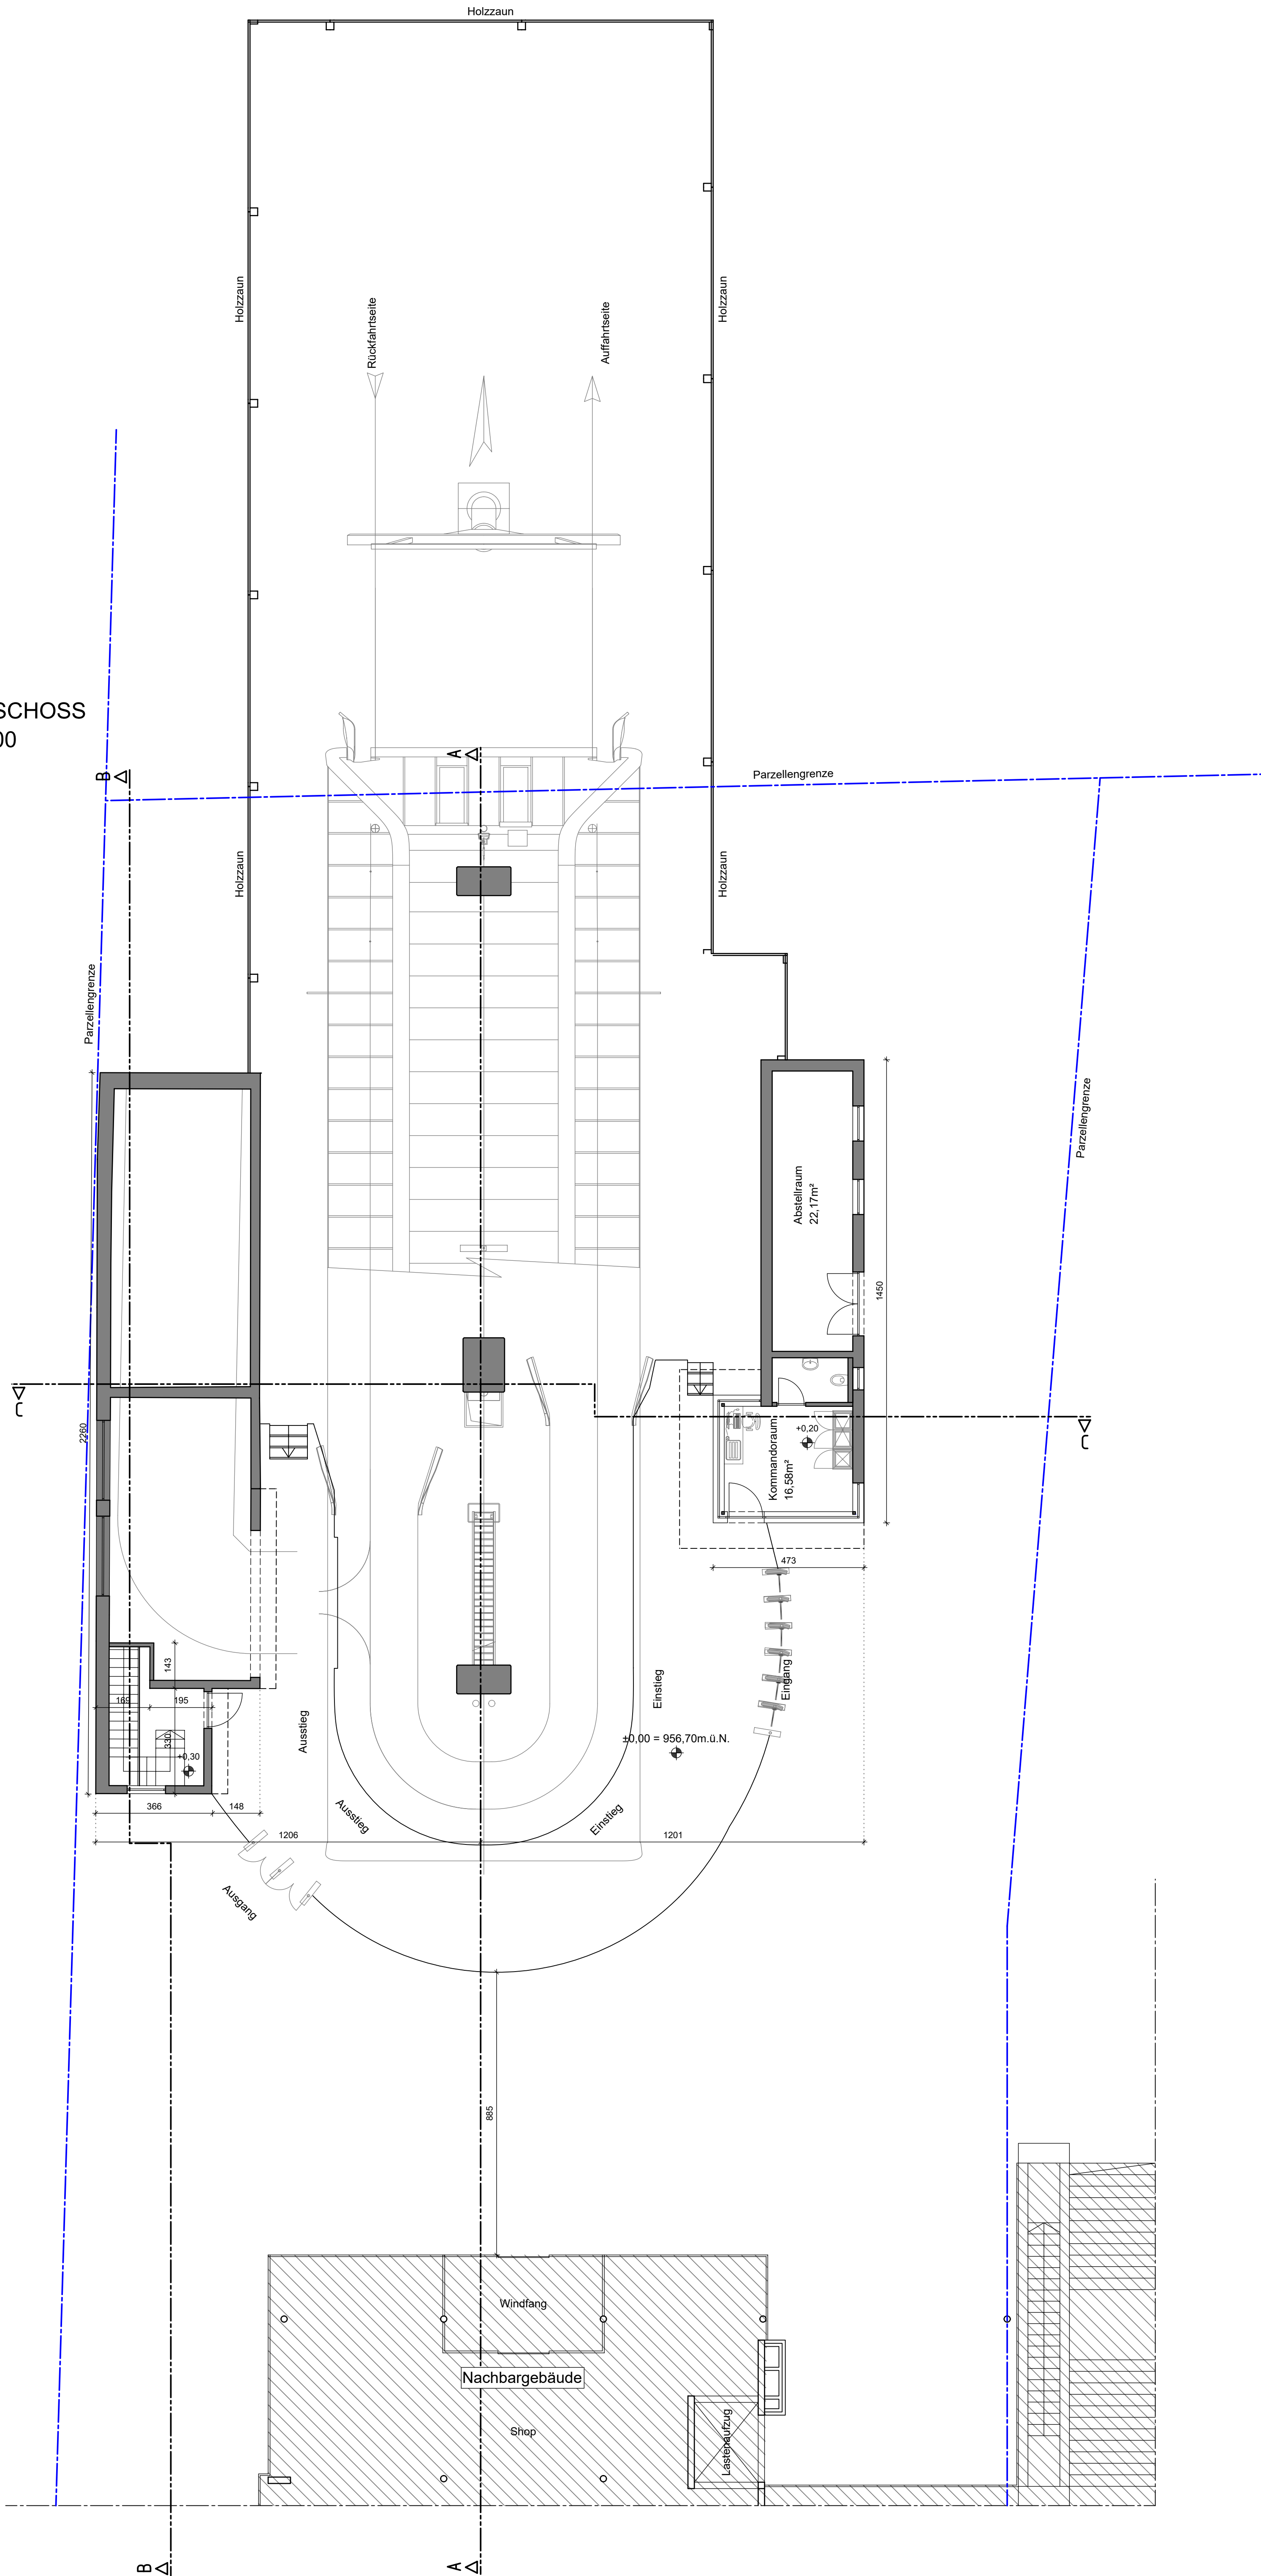 Holzzaun
Holzzaun
Holzzaun
Rückfahrtseite
Auffahrtseite
SCHOSS
00
B
A
Parzellengrenze
Holzzaun
Holzzaun
Parzellengrenze
Parzellengrenze
Abstellraum
22,17m²
1450
C
C
2260
Kommandoraum
16,58m²
+0,20
473
143
169
195
330
+0,30
Ausstieg
Einstieg
Eingang
±0,00 = 956,70m.ü.N.
366
148
Ausstieg
Einstieg
1206
1201
Ausgang
885
Windfang
Nachbargebäude
Shop
Lastenaufzug
B
A